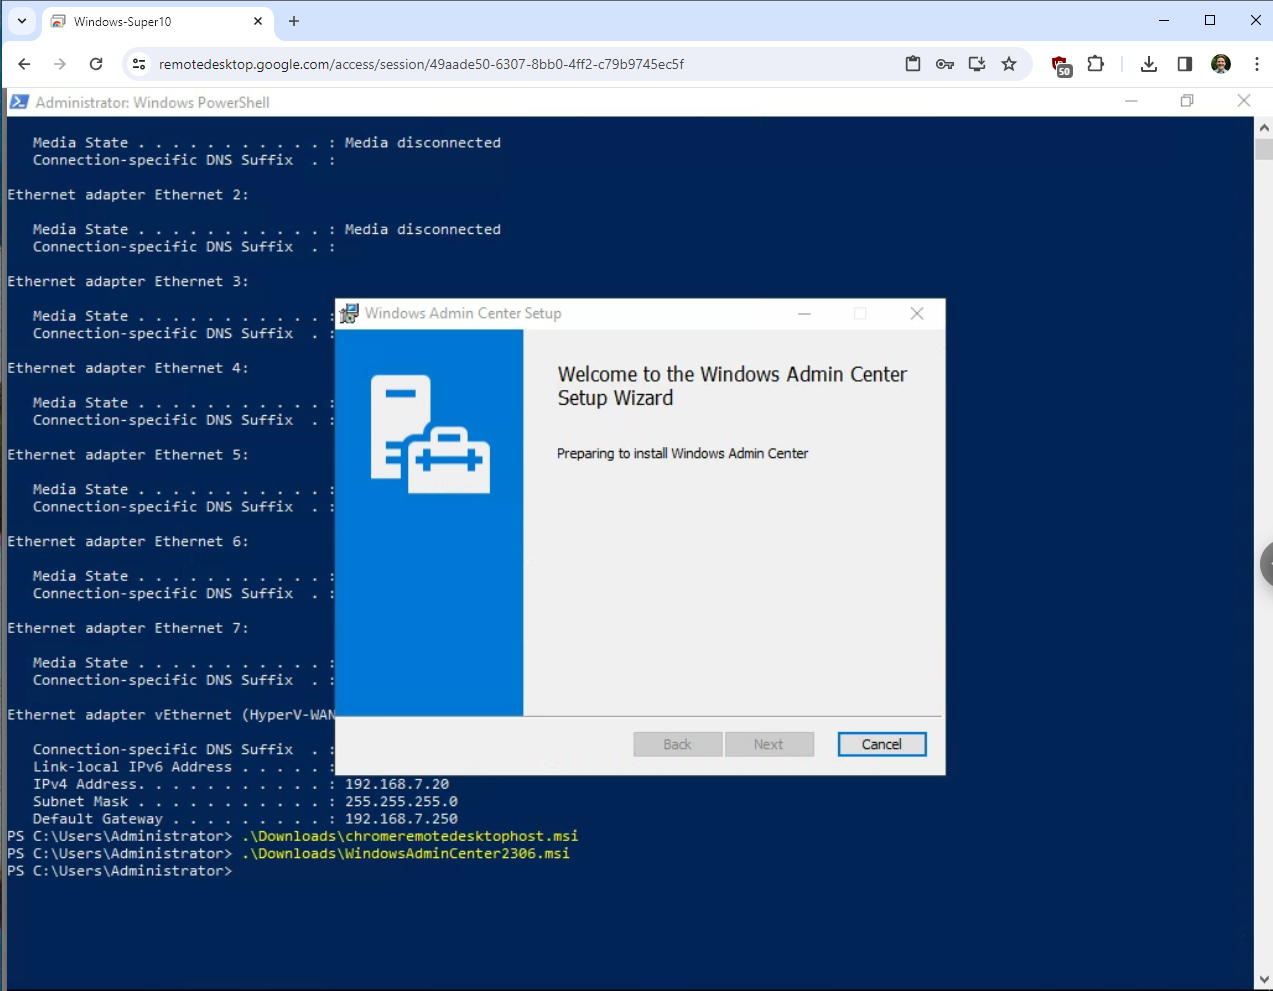 Windows-Super10
remotedesktop.google.com/access/session/49aade50-6307-8bb0-4ff2-c79b9745ec5f
50
Administrator: Windows PowerShell
Media State . . . . . . . . . . . : Media disconnected
Connection-specific DNS Suffix  . :
Ethernet adapter Ethernet 2:
Media State . . . . . . . . . . . : Media disconnected
Connection-specific DNS Suffix  . :
Ethernet adapter Ethernet 3:
Media State . . . . . . . . . . . :
Connection-specific DNS Suffix  . :
Ethernet adapter Ethernet 4:
Media State . . . . . . . . . . . :
Connection-specific DNS Suffix  . :
Ethernet adapter Ethernet 5:
Media State . . . . . . . . . . . :
Connection-specific DNS Suffix  . :
Ethernet adapter Ethernet 6:
Media State . . . . . . . . . . . :
Connection-specific DNS Suffix  . :
Ethernet adapter Ethernet 7:
Media State . . . . . . . . . . . :
Connection-specific DNS Suffix  . :
Ethernet adapter vEthernet (HyperV-WAN
Connection-specific DNS Suffix  . :
Link-local IPv6 Address . . . . . :
IPv4 Address. . . . . . . . . . . : 192.168.7.20
Subnet Mask . . . . . . . . . . . : 255.255.255.0
Default Gateway . . . . . . . . . : 192.168.7.250
PS C:\Users\Administrator> .\Downloads\chromeremotedesktophost.msi
PS C:\Users\Administrator> .\Downloads\WindowsAdminCenter2306.msi
PS C:\Users\Administrator>
Windows Admin Center Setup
Welcome to the Windows Admin Center
Setup Wizard
Preparing to install Windows Admin Center
Back
Next
Cancel